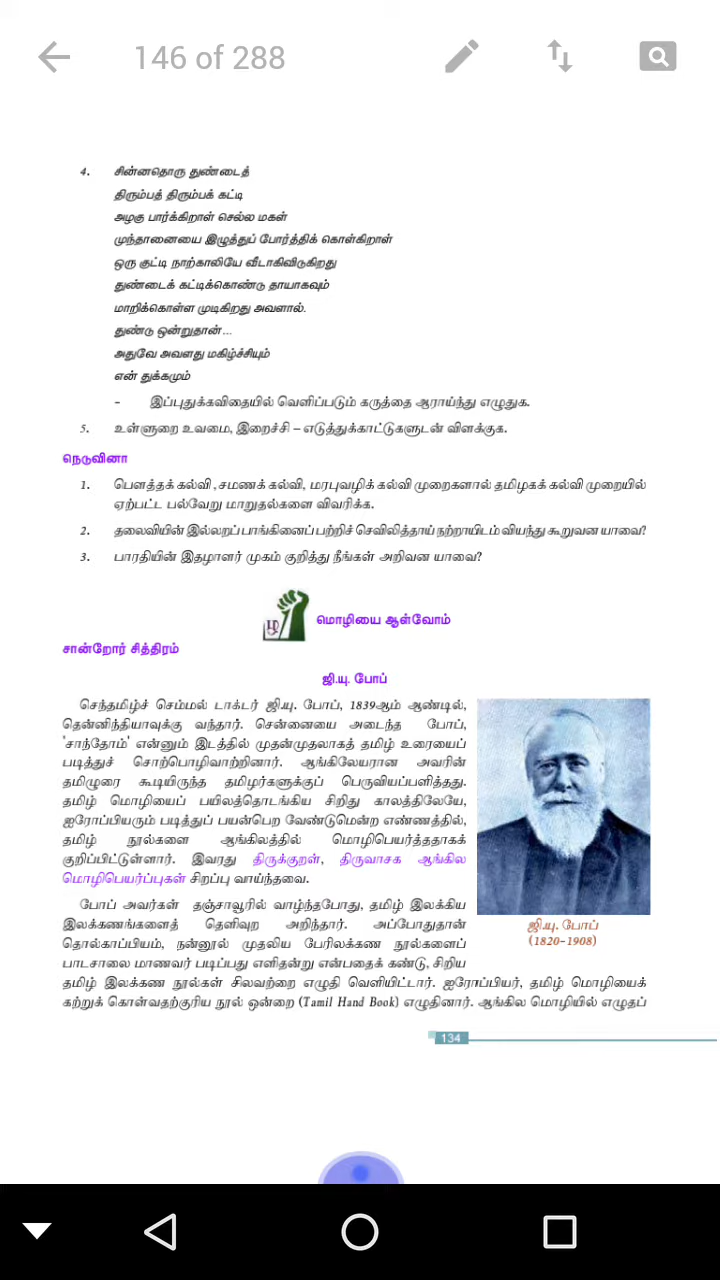 146 of 288
4. சின்னதொரு துண்டைத்
திரும்பத் திரும்பக் கட்டி
அழகு பார்க்கிறாள் செல்ல மகள்
முந்தானையை இழுத்துப் போர்த்திக் கொள்கிறாள்
ஒரு குட்டி நாற்காலியே வீடாகிவிடுகிறது
துண்டைக் கட்டிக்கொண்டு தாயாகவும்
மாறிக்கொள்ள முடிகிறது அவளால்.
துண்டு ஒன்றுதான்...
அதுவே அவளது மகிழ்ச்சியும்
என் துக்கமும்
- இப்புதுக்கவிதையில் வெளிப்படும் கருத்தை ஆராய்ந்து எழுதுக.
5. உள்ளுறை உவமை, இறைச்சி – எடுத்துக்காட்டுகளுடன் விளக்குக.
நெடுவினா
1. பௌத்தக் கல்வி, சமணக் கல்வி, மரபுவழிக் கல்வி முறைகளால் தமிழகக் கல்வி முறையில்
ஏற்பட்ட பல்வேறு மாறுதல்களை விவரிக்க.
2. தலைவியின் இல்லறப் பாங்கினைப் பற்றிச் செவிலித்தாய் நற்றாயிடம் வியந்து கூறுவன யாவை?
3. பாரதியின் இதழாளர் முகம் குறித்து நீங்கள் அறிவன யாவை?
ழ
மொழியை ஆள்வோம்
சான்றோர் சித்திரம்
ஜி.யு. போப்
செந்தமிழ்ச் செம்மல் டாக்டர் ஜி.யு. போப், 1839ஆம் ஆண்டில்,
தென்னிந்தியாவுக்கு வந்தார். சென்னையை அடைந்த போப்,
'சாந்தோம்' என்னும் இடத்தில் முதன்முதலாகத் தமிழ் உரையைப்
படித்துச் சொற்பொழிவாற்றினார். ஆங்கிலேயரான அவரின்
தமிழுரை கூடியிருந்த தமிழர்களுக்குப் பெருவியப்பளித்தது.
தமிழ் மொழியைப் பயிலத்தொடங்கிய சிறிது காலத்திலேயே,
ஐரோப்பியரும் படித்துப் பயன்பெற வேண்டுமென்ற எண்ணத்தில்,
தமிழ் நூல்களை ஆங்கிலத்தில் மொழிபெயர்த்ததாகக்
குறிப்பிட்டுள்ளார். இவரது திருக்குறள், திருவாசக ஆங்கில
மொழிபெயர்ப்புகள் சிறப்பு வாய்ந்தவை.
போப் அவர்கள் தஞ்சாவூரில் வாழ்ந்தபோது, தமிழ் இலக்கிய
இலக்கணங்களைத் தெளிவுற அறிந்தார். அப்போதுதான்
தொல்காப்பியம், நன்னூல் முதலிய பேரிலக்கண நூல்களைப்
பாடசாலை மாணவர் படிப்பது எளிதன்று என்பதைக் கண்டு, சிறிய
தமிழ் இலக்கண நூல்கள் சிலவற்றை எழுதி வெளியிட்டார். ஐரோப்பியர், தமிழ் மொழியைக்
கற்றுக் கொள்வதற்குரிய நூல் ஒன்றை (Tamil Hand Book) எழுதினார். ஆங்கில மொழியில் எழுதப்
ஜி.யு. போப்
(1820-1908)
134